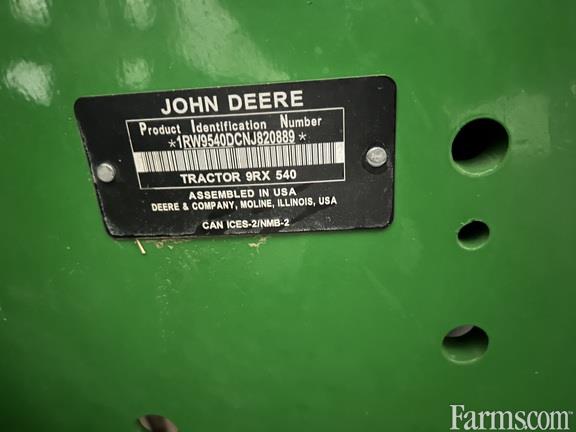 JOHN DEERE
Product Identification Number
*1RW9540DCNJ820889*
TRACTOR 9RX 540
ASSEMBLED IN USA
DEERE & COMPANY, MOLINE, ILLINOIS, USA
CAN ICES-2/NMB-2
Farms.com